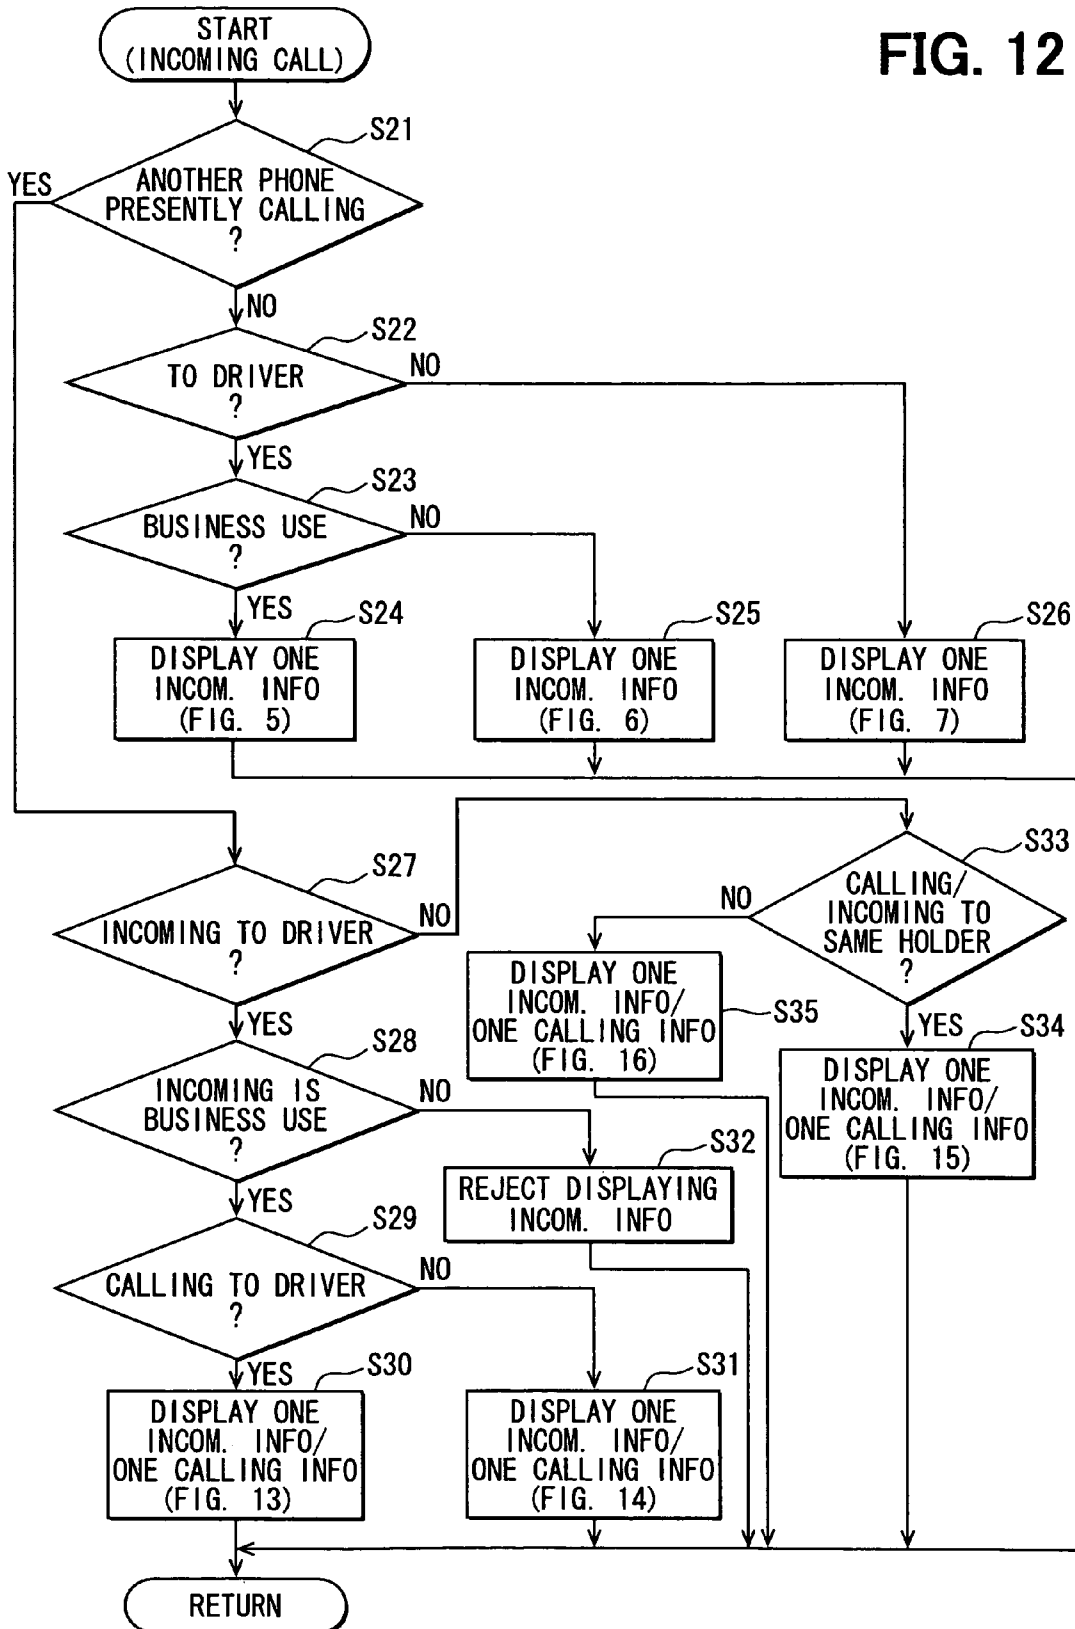 FIG. 12
START
(INCOMING CALL)
S21
YES
ANOTHER PHONE
PRESENTLY CALLING
?
NO
S22
TO DRIVER
?
NO
YES
S23
BUSINESS USE
?
NO
YES
S24
DISPLAY ONE
INCOM. INFO
(FIG. 5)
S25
DISPLAY ONE
INCOM. INFO
(FIG. 6)
S26
DISPLAY ONE
INCOM. INFO
(FIG. 7)
S27
INCOMING TO DRIVER
?
NO
YES
S33
CALLING/
INCOMING TO
SAME HOLDER
?
NO
YES
S35
DISPLAY ONE
INCOM. INFO/
ONE CALLING INFO
(FIG. 16)
S34
DISPLAY ONE
INCOM. INFO/
ONE CALLING INFO
(FIG. 15)
S28
INCOMING IS
BUSINESS USE
?
NO
YES
S32
REJECT DISPLAYING
INCOM. INFO
S29
CALLING TO DRIVER
?
NO
YES
S30
DISPLAY ONE
INCOM. INFO/
ONE CALLING INFO
(FIG. 13)
S31
DISPLAY ONE
INCOM. INFO/
ONE CALLING INFO
(FIG. 14)
RETURN